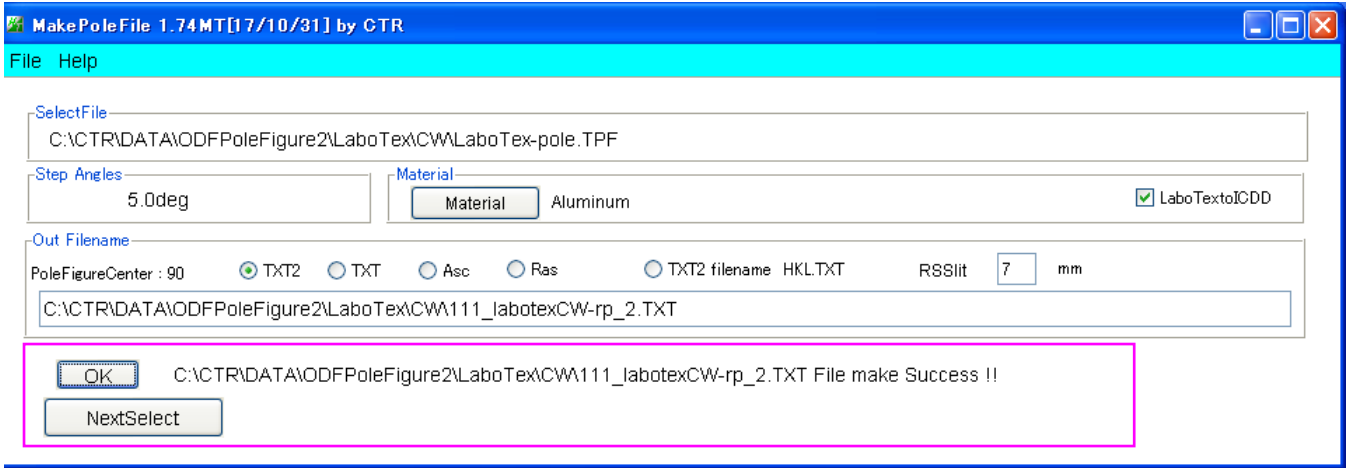 MakePoleFile 1.74MT[17/10/31] by CTR
File Help
SelectFile
C:\CTR\DATA\ODFPoleFigure2\LaboTex\CW\LaboTex-pole.TPF
Step Angles
5.0deg
Material
Material Aluminum
LaboTextoICDD
Out Filename
PoleFigureCenter : 90 TXT2 TXT Asc Ras TXT2 filename HKL.TXT RSSlit 7 mm
C:\CTR\DATA\ODFPoleFigure2\LaboTex\CW\111_labotexCW-rp_2.TXT
OK C:\CTR\DATA\ODFPoleFigure2\LaboTex\CW\111_labotexCW-rp_2.TXT File make Success !!
NextSelect